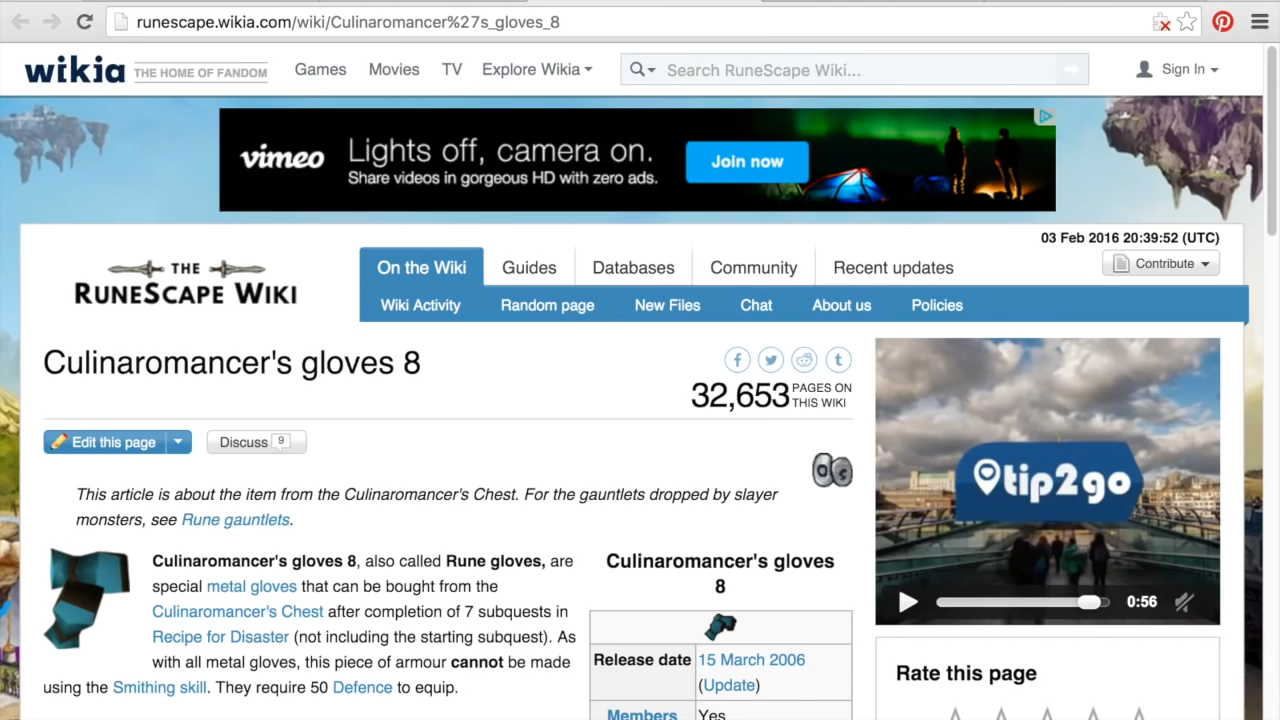 runescape.wikia.com/wiki/Culinaromancer%27s_gloves_8
wikia THE HOME OF FANDOM Games Movies TV Explore Wikia Search RuneScape Wiki... Sign In
vimeo Lights off, camera on. Join now
Share videos in gorgeous HD with zero ads.
03 Feb 2016 20:39:52 (UTC)
THE
RUNESCAPE WIKI
On the Wiki Guides Databases Community Recent updates Contribute
Wiki Activity Random page New Files Chat About us Policies
Culinaromancer's gloves 8
32,653 PAGES ON
THIS WIKI
Edit this page Discuss 9
This article is about the item from the Culinaromancer's Chest. For the gauntlets dropped by slayer
monsters, see Rune gauntlets.
Culinaromancer's gloves 8, also called Rune gloves, are
special metal gloves that can be bought from the
Culinaromancer's Chest after completion of 7 subquests in
Recipe for Disaster (not including the starting subquest). As
with all metal gloves, this piece of armour cannot be made
using the Smithing skill. They require 50 Defence to equip.
Culinaromancer's gloves
8
Release date 15 March 2006
(Update)
Members Yes
tip2go
0:56
Rate this page